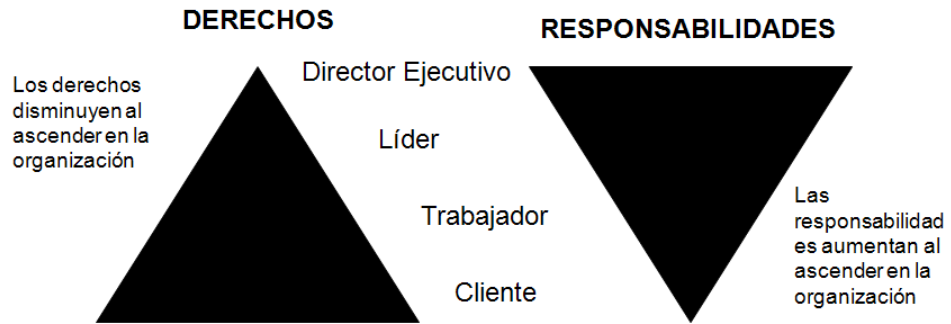 DERECHOS
RESPONSABILIDADES
Los derechos
disminuyen al
ascender en la
organización
Director Ejecutivo
Líder
Trabajador
Cliente
Las
responsabilidad
es aumentan al
ascender en la
organización